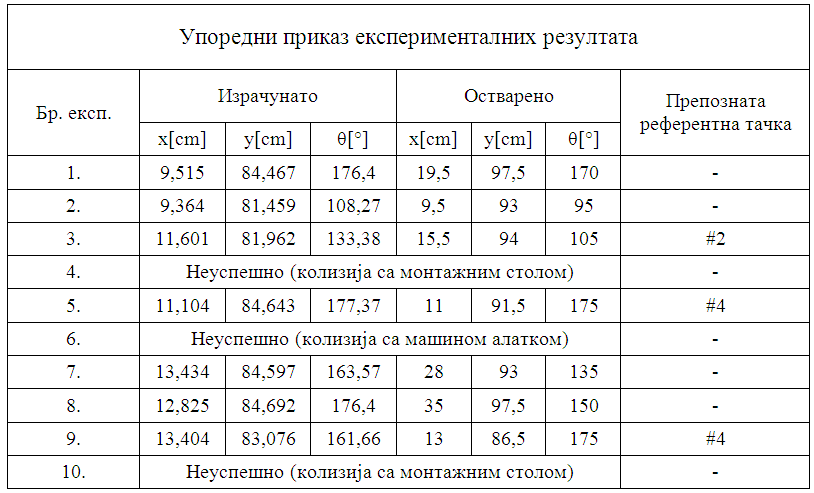 Упоредни приказ експерименталних резултата
Бр. експ. Израчунато Остварено Препозната референтна тачка
x[cm] y[cm] θ[°] x[cm] y[cm] θ[°]
1. 9,515 84,467 176,4 19,5 97,5 170 -
2. 9,364 81,459 108,27 9,5 93 95 -
3. 11,601 81,962 133,38 15,5 94 105 #2
4. Неуспешно (колизија са монтажним столом) -
5. 11,104 84,643 177,37 11 91,5 175 #4
6. Неуспешно (колизија са машином алатком) -
7. 13,434 84,597 163,57 28 93 135 -
8. 12,825 84,692 176,4 35 97,5 150 -
9. 13,404 83,076 161,66 13 86,5 175 #4
10. Неуспешно (колизија са монтажним столом) -